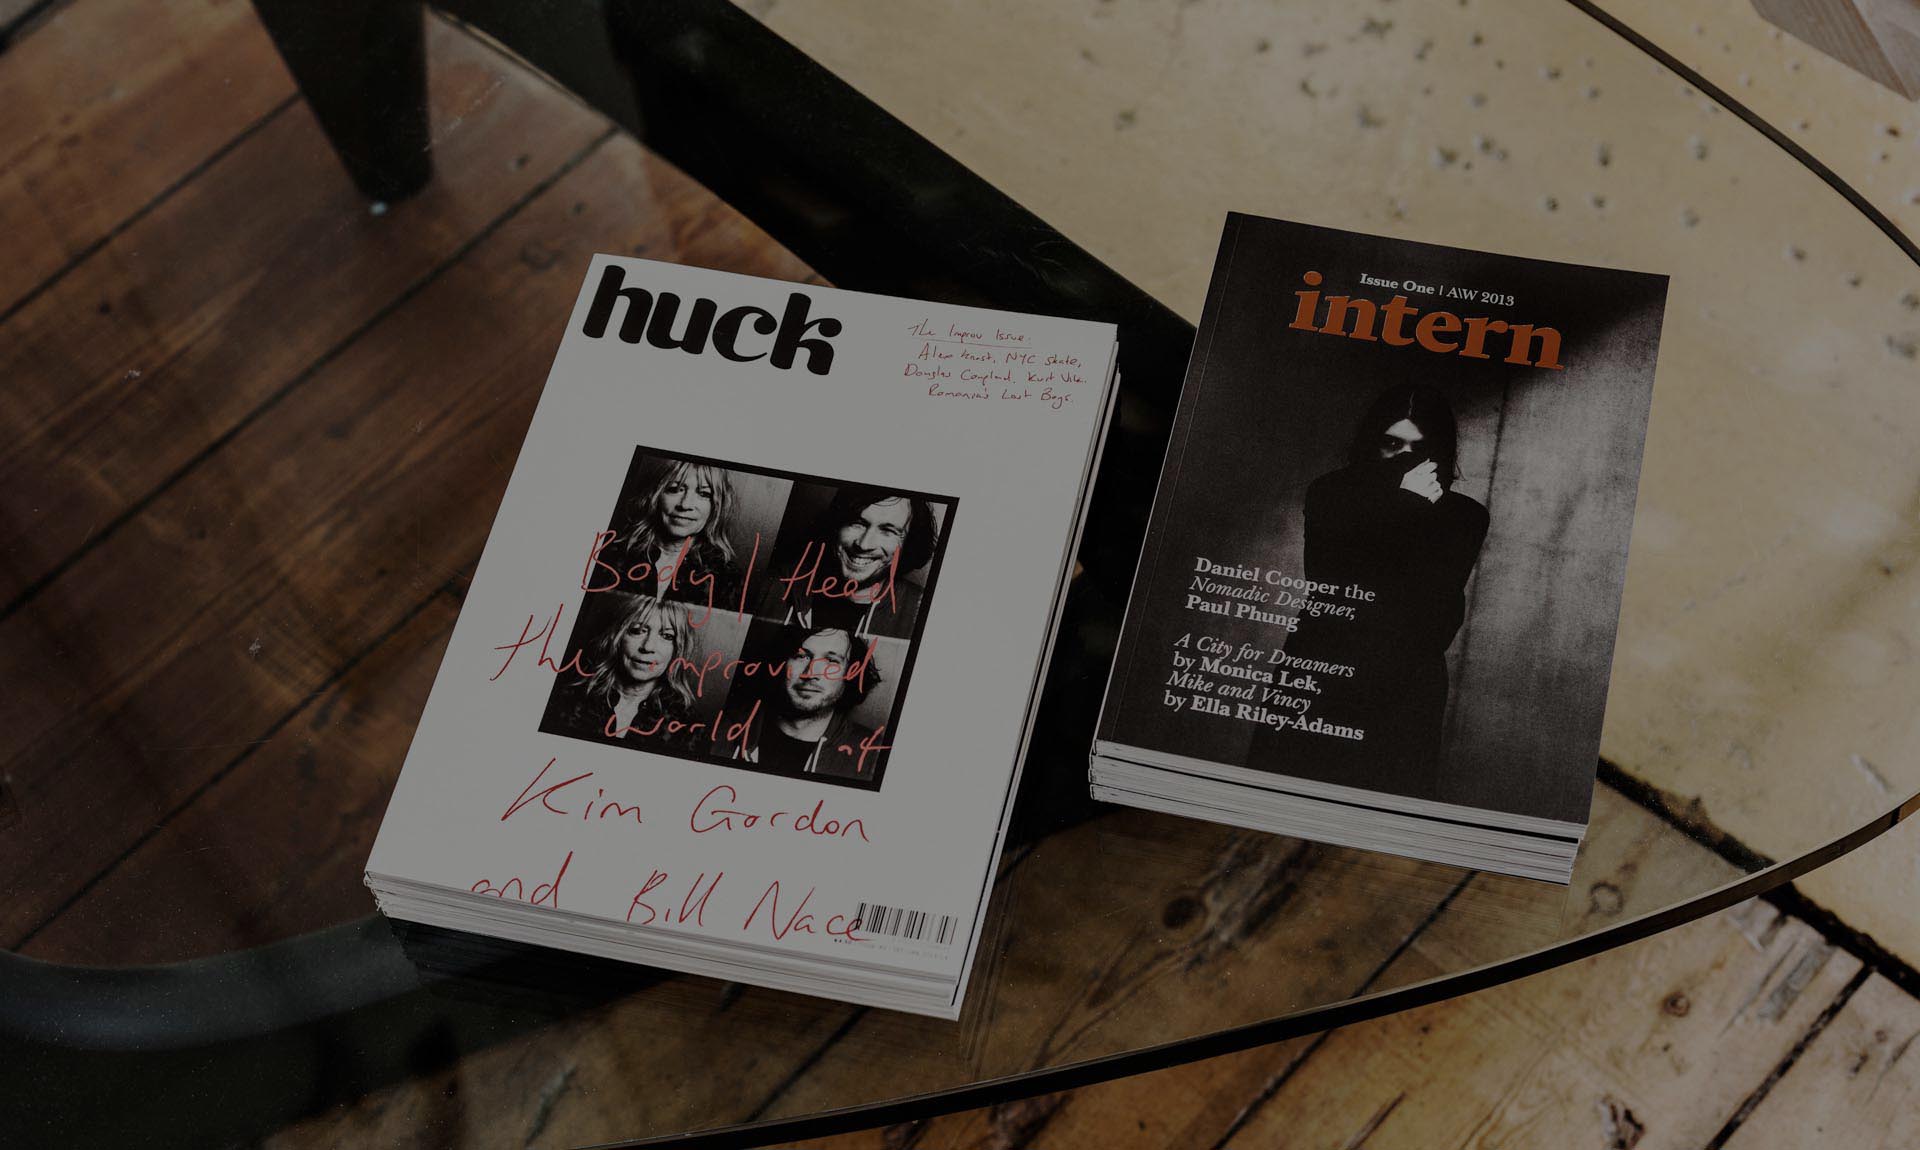 huck
The Improv Issue:
Alex Knost, NYC Skate,
Douglas Coupland, Kurt Vile,
Romania's Lost Boys.
Body/Head
the improvised
world of
Kim Gordon
and Bill Nace
Issue One | A\W 2013
intern
Daniel Cooper the
Nomadic Designer,
Paul Phung
A City for Dreamers
by Monica Lek,
Mike and Vincy
by Ella Riley-Adams